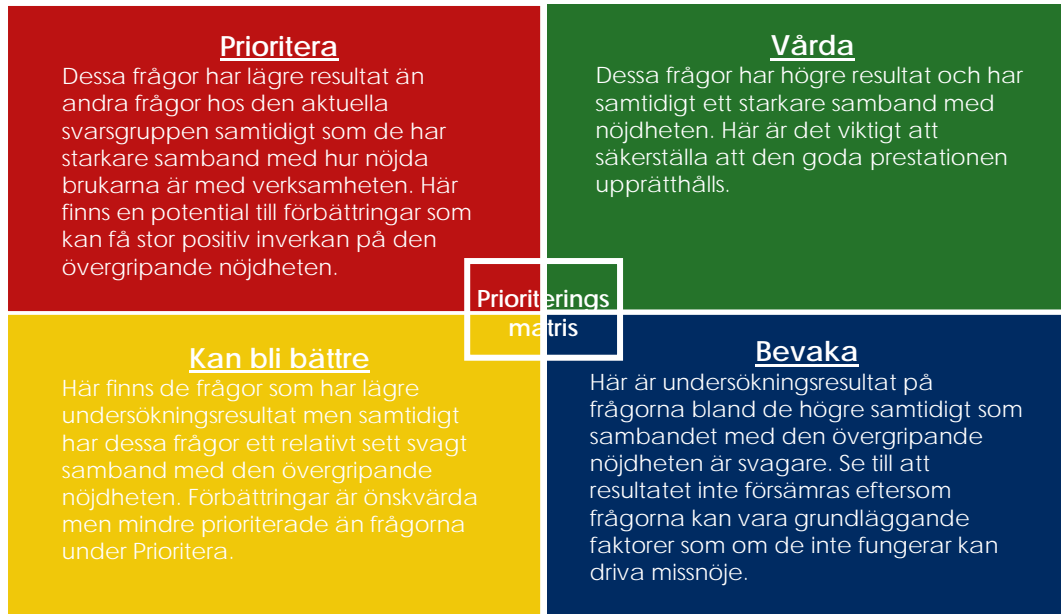 Prioritera
Dessa frågor har lägre resultat än
andra frågor hos den aktuella
svarsgruppen samtidigt som de har
starkare samband med hur nöjda
brukarna är med verksamheten. Här
finns en potential till förbättringar som
kan få stor positiv inverkan på den
övergripande nöjdheten.
Vårda
Dessa frågor har högre resultat och har
samtidigt ett starkare samband med
nöjdheten. Här är det viktigt att
säkerställa att den goda prestationen
upprätthålls.
Prioriterings
matris
Kan bli bättre
Här finns de frågor som har lägre
undersökningsresultat men samtidigt
har dessa frågor ett relativt sett svagt
samband med den övergripande
nöjdheten. Förbättringar är önskvärda
men mindre prioriterade än frågorna
under Prioritera.
Bevaka
Här är undersökningsresultat på
frågorna bland de högre samtidigt som
sambandet med den övergripande
nöjdheten är svagare. Se till att
resultatet inte försämras eftersom
frågorna kan vara grundläggande
faktorer som om de inte fungerar kan
driva missnöje.